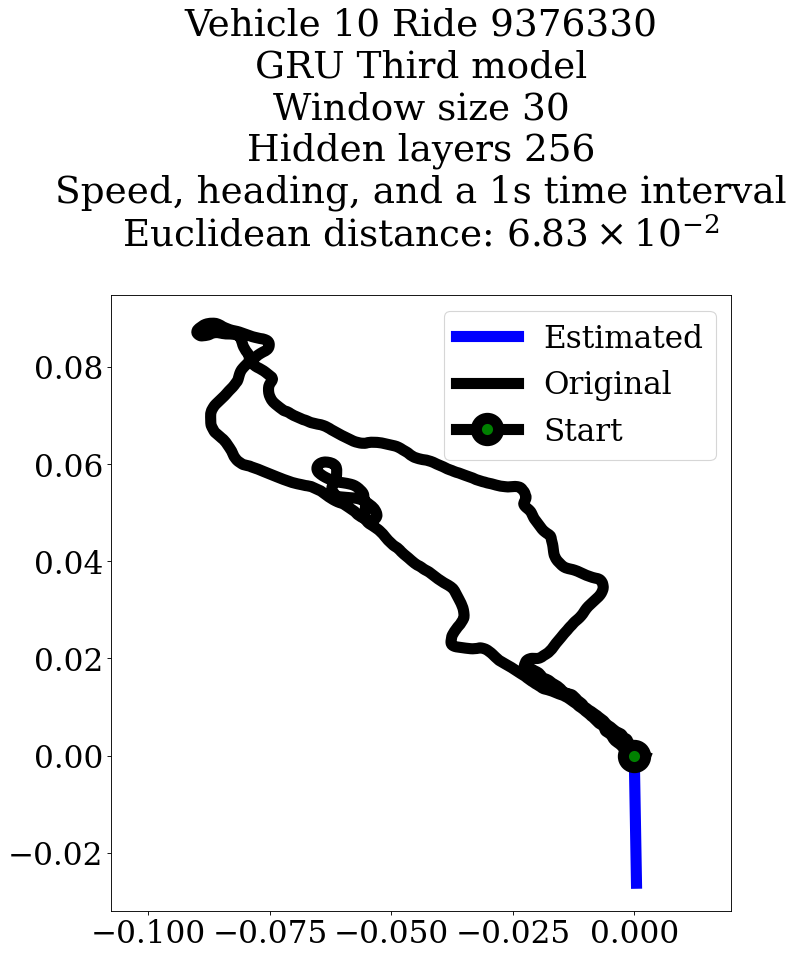 Vehicle 10 Ride 9376330
GRU Third model
Window size 30
Hidden layers 256
Speed, heading, and a 1s time interval
Euclidean distance: 6.83 × 10⁻²
Estimated
Original
Start
0.08
0.06
0.04
0.02
0.00
−0.02
−0.100 −0.075 −0.050 −0.025 0.000